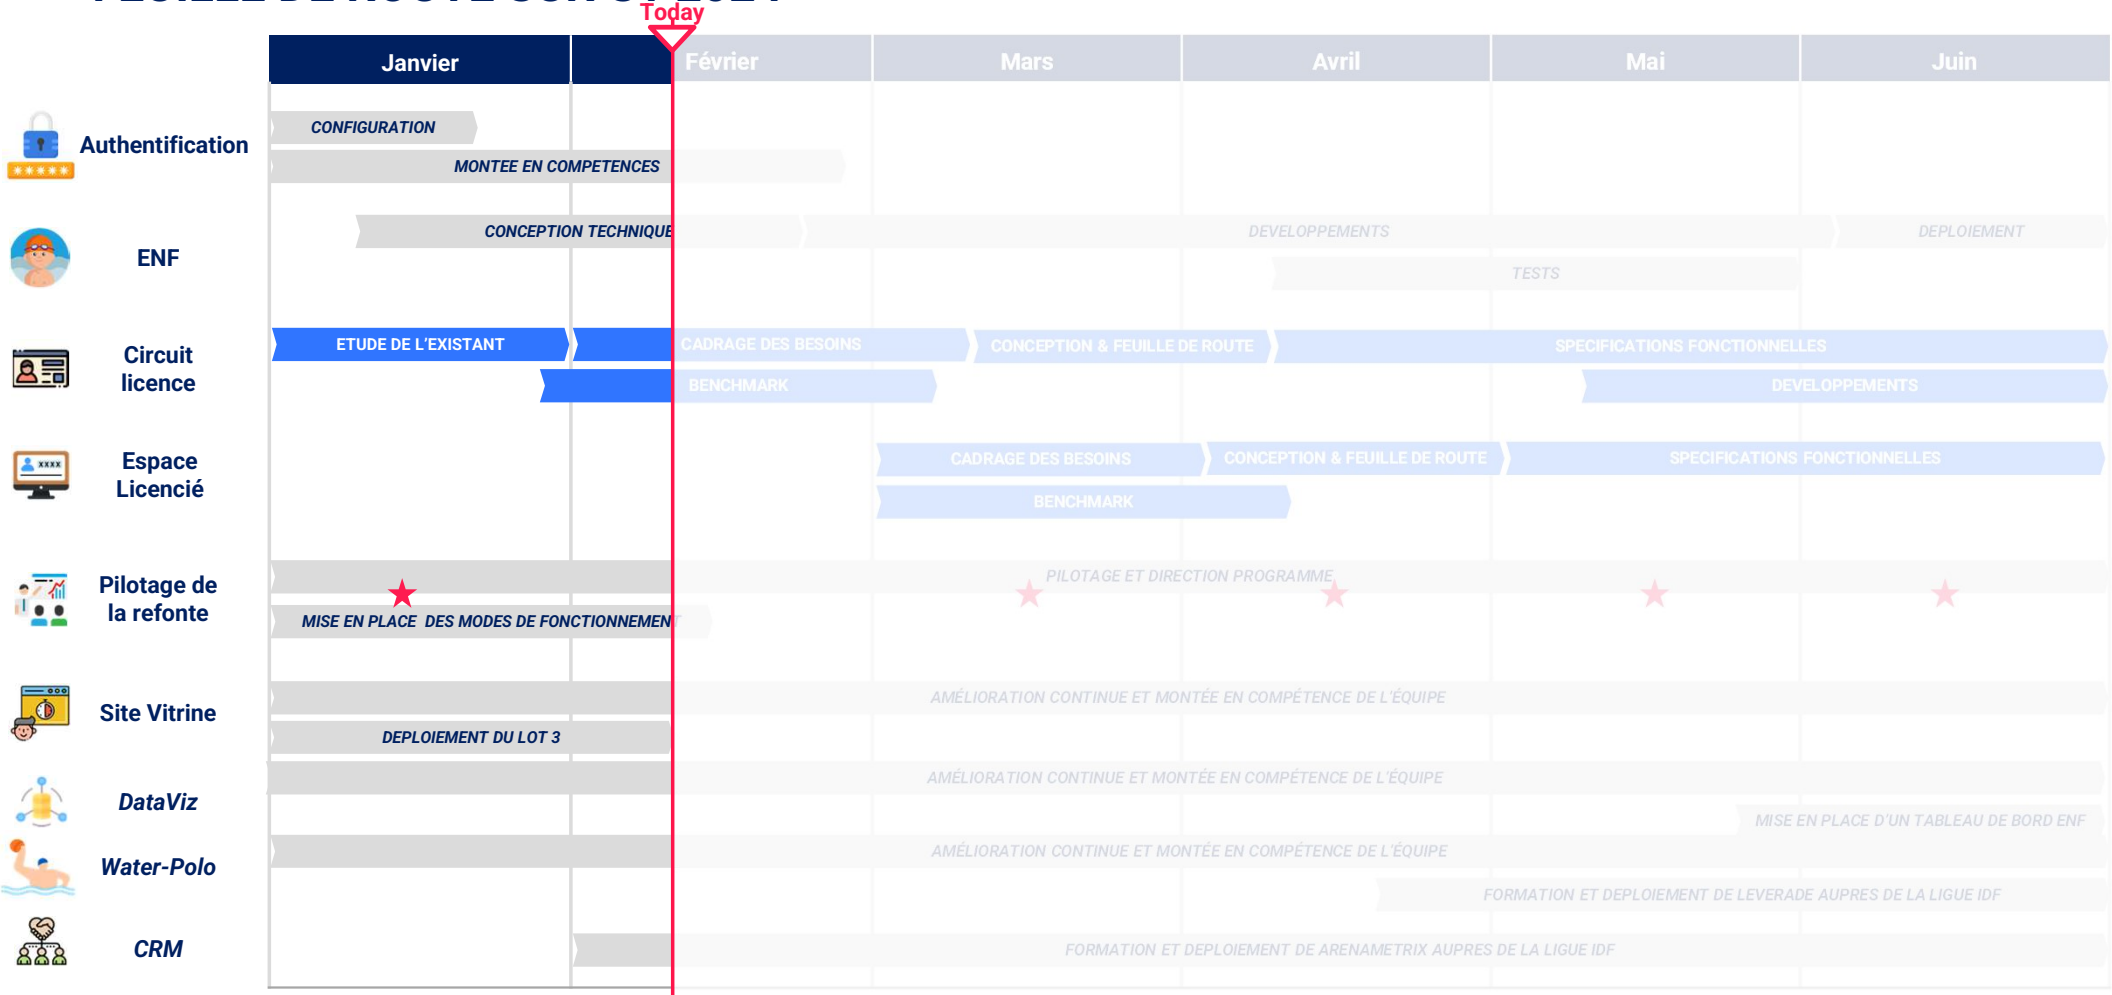 Today
Janvier Février Mars Avril Mai Juin
Authentification
CONFIGURATION
MONTEE EN COMPETENCES
ENF
CONCEPTION TECHNIQUE DEVELOPPEMENTS DEPLOIEMENT
TESTS
Circuit
licence
ETUDE DE L'EXISTANT CADRAGE DES BESOINS CONCEPTION & FEUILLE DE ROUTE SPECIFICATIONS FONCTIONNELLES
BENCHMARK DEVELOPPEMENTS
Espace
Licencié
xxxx
CADRAGE DES BESOINS CONCEPTION & FEUILLE DE ROUTE SPECIFICATIONS FONCTIONNELLES
BENCHMARK
Pilotage de
la refonte
PILOTAGE ET DIRECTION PROGRAMME
MISE EN PLACE DES MODES DE FONCTIONNEMENT
Site Vitrine
AMÉLIORATION CONTINUE ET MONTÉE EN COMPÉTENCE DE L'ÉQUIPE
DEPLOIEMENT DU LOT 3
DataViz
AMÉLIORATION CONTINUE ET MONTÉE EN COMPÉTENCE DE L'ÉQUIPE
MISE EN PLACE D'UN TABLEAU DE BORD ENF
Water-Polo
AMÉLIORATION CONTINUE ET MONTÉE EN COMPÉTENCE DE L'ÉQUIPE
FORMATION ET DEPLOIEMENT DE LEVERADE AUPRES DE LA LIGUE IDF
CRM
FORMATION ET DEPLOIEMENT DE ARENAMETRIX AUPRES DE LA LIGUE IDF